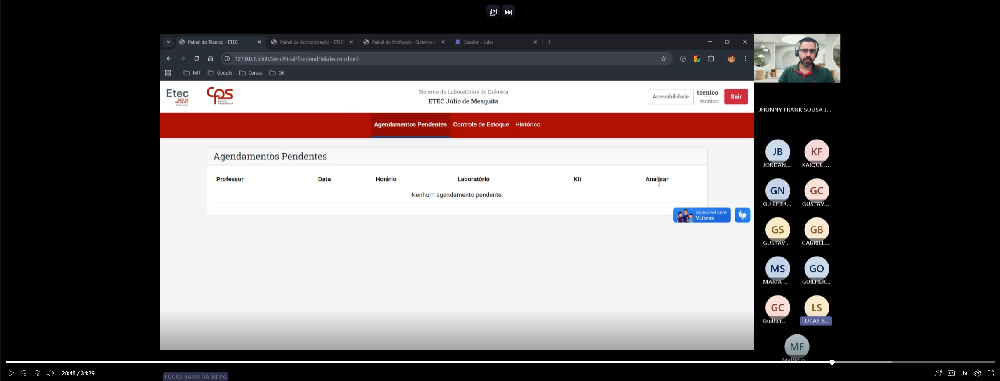 Painel do Técnico - ETEC
Painel de Administração - ETEC
Painel do Professor - Sistema d
Session - Jules
127.0.0.1:5500/Sem2Final/frontend/telaTecnico.html
IMT
Google
Cursos
Git
Etec
Júlio de
Mesquita
Santo André
CPS
Centro
Paula Souza
Sistema de Laboratórios de Química
ETEC Júlio de Mesquita
Acessibilidade
tecnico
tecnico
Sair
Agendamentos Pendentes
Controle de Estoque
Histórico
Agendamentos Pendentes
Professor
Data
Horário
Laboratório
Kit
Analisar
Nenhum agendamento pendente.
Acessível com
VLibras
JHONNY FRANK SOUSA J...
JB
JORDAN...
KF
KAIQUE ...
GN
GUILHER...
GC
GUSTAV...
GS
GUSTAV...
GB
GABRIEL...
MS
MARIA ...
GO
GUILHER...
GC
Guilher...
LS
LUCAS B...
MF
Matheus...
10
10
28:48 / 34:29
LUCAS BASSI DA SILVA
CC
1x